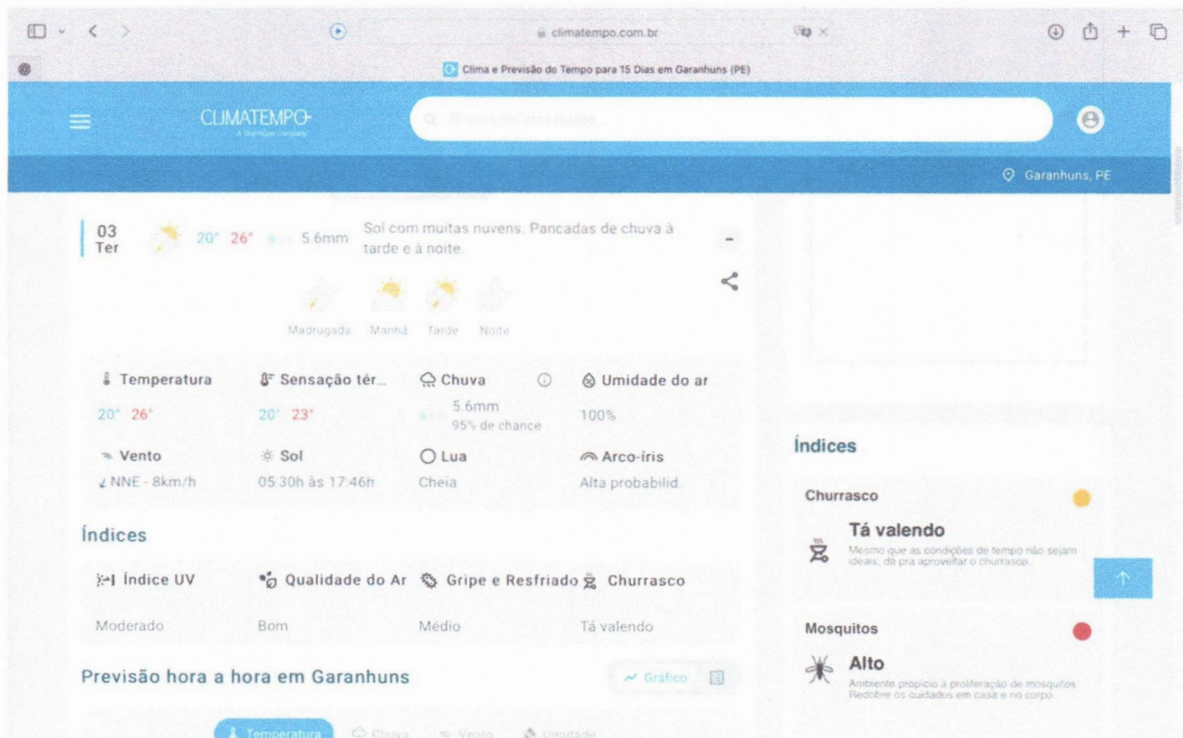 climatempo.com.br
Clima e Previsão do Tempo para 15 Dias em Garanhuns (PE)
CLIMATEMPO
Garanhuns, PE
03
Ter
20° 26° 5.6mm
Sol com muitas nuvens. Pancadas de chuva à
tarde e à noite.
Madrugada Manhã Tarde Noite
Temperatura Sensação tér... Chuva Umidade do ar
20° 26° 20° 23° 5.6mm 100%
95% de chance
Vento Sol Lua Arco-íris
NNE - 8km/h 05:30h às 17:46h Cheia Alta probabilid.
Índices
Índice UV Qualidade do Ar Gripe e Resfriado Churrasco
Moderado Bom Médio Tá valendo
Previsão hora a hora em Garanhuns
Gráfico
Temperatura Chuva Vento Umidade
Índices
Churrasco
Tá valendo
Mesmo que as condições de tempo não sejam
ideais, dá pra aproveitar o churrasco.
Mosquitos
Alto
Ambiente propício à proliferação de mosquitos.
Redobre os cuidados em casa e no corpo.